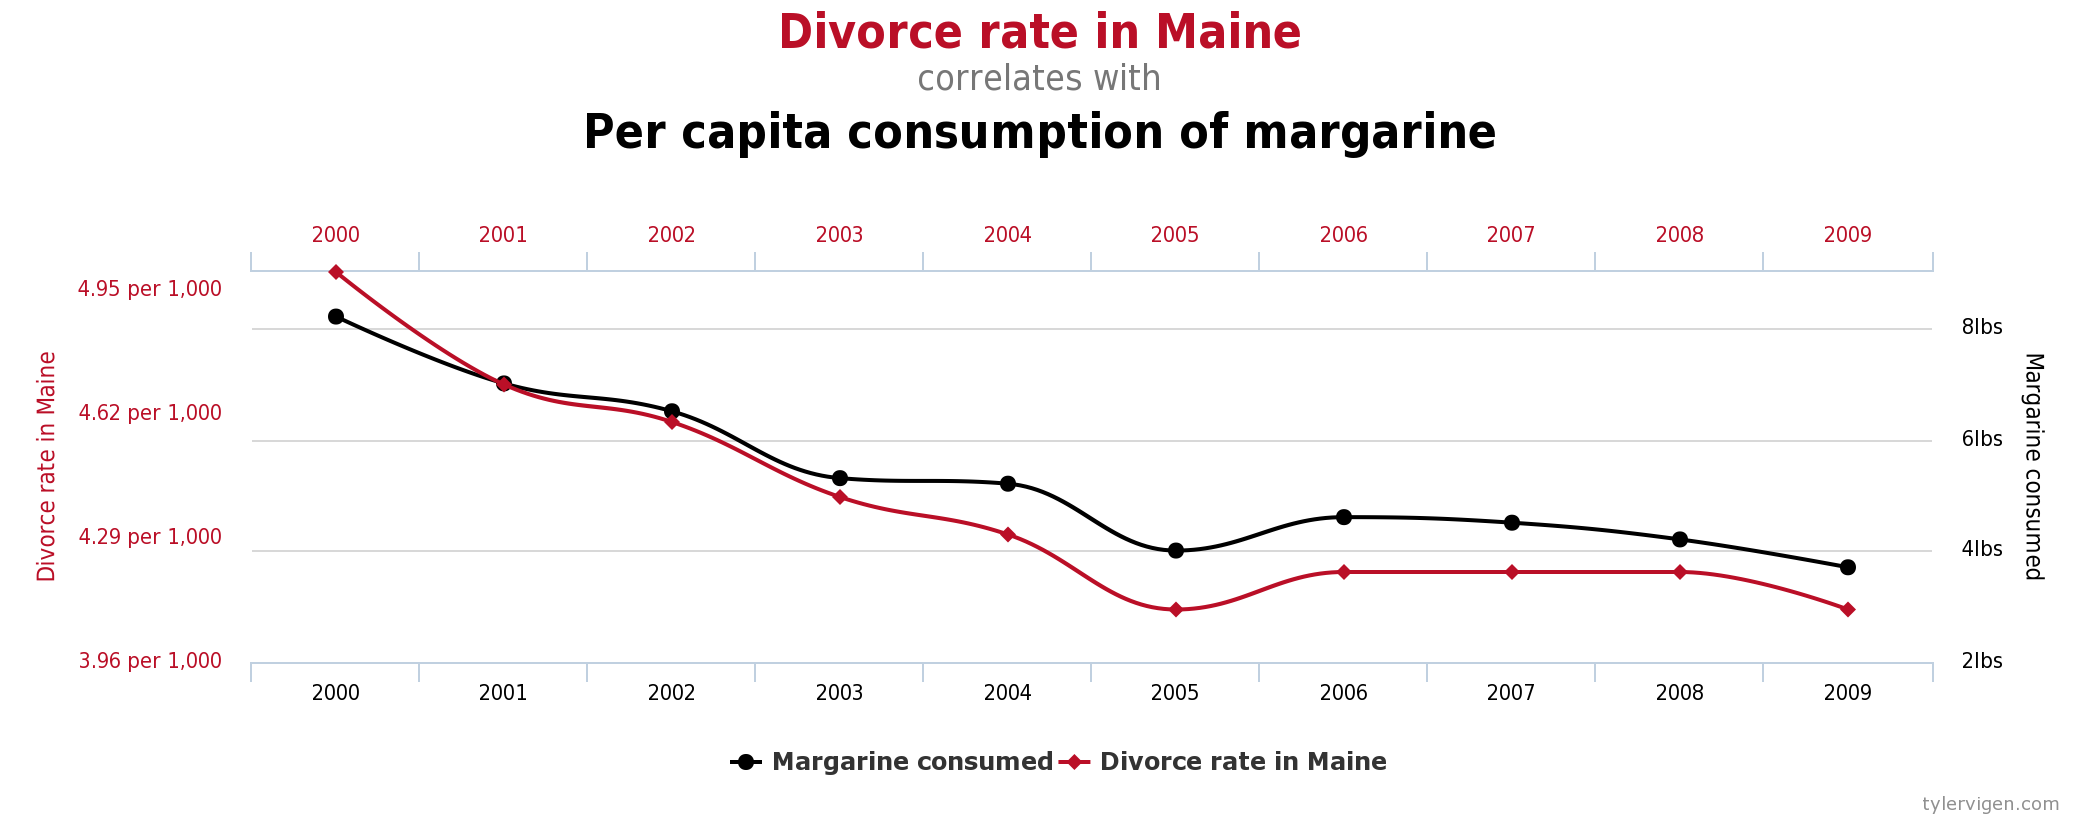 Divorce rate in Maine
correlates with
Per capita consumption of margarine
2000 2001 2002 2003 2004 2005 2006 2007 2008 2009
Divorce rate in Maine
4.95 per 1,000
4.62 per 1,000
4.29 per 1,000
3.96 per 1,000
8lbs
6lbs
4lbs
2lbs
Margarine consumed
2000 2001 2002 2003 2004 2005 2006 2007 2008 2009
Margarine consumed Divorce rate in Maine
tylervigen.com